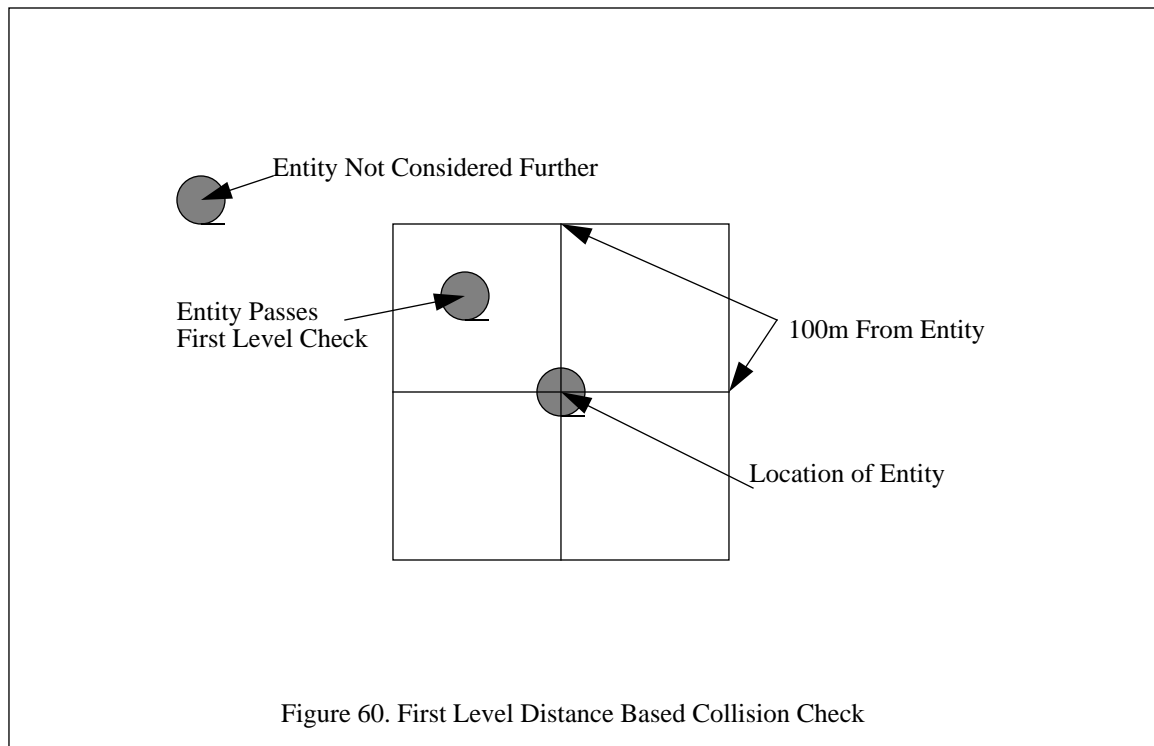 Entity Not Considered Further
Entity Passes
First Level Check
100m From Entity
Location of Entity
Figure 60. First Level Distance Based Collision Check